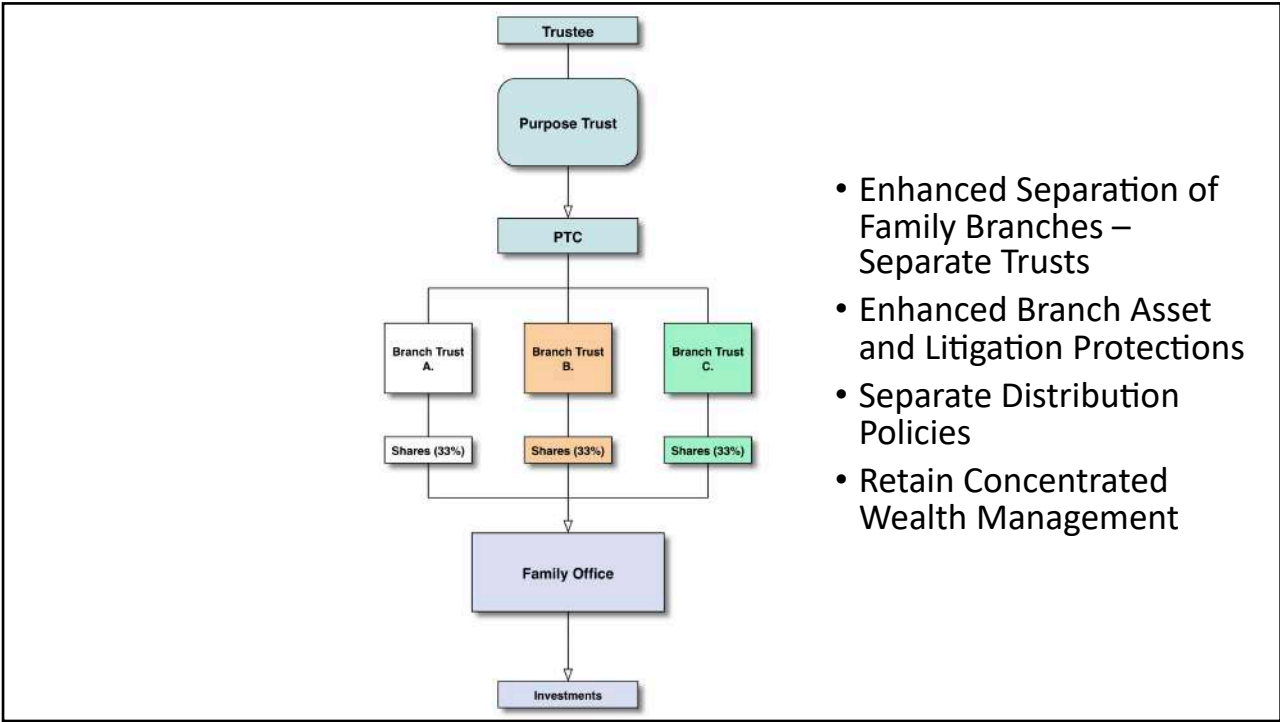 Trustee
Purpose Trust
PTC
Branch Trust
A.
Branch Trust
B.
Branch Trust
C.
Shares (33%)
Shares (33%)
Shares (33%)
Family Office
Investments
• Enhanced Separation of
Family Branches –
Separate Trusts
• Enhanced Branch Asset
and Litigation Protections
• Separate Distribution
Policies
• Retain Concentrated
Wealth Management